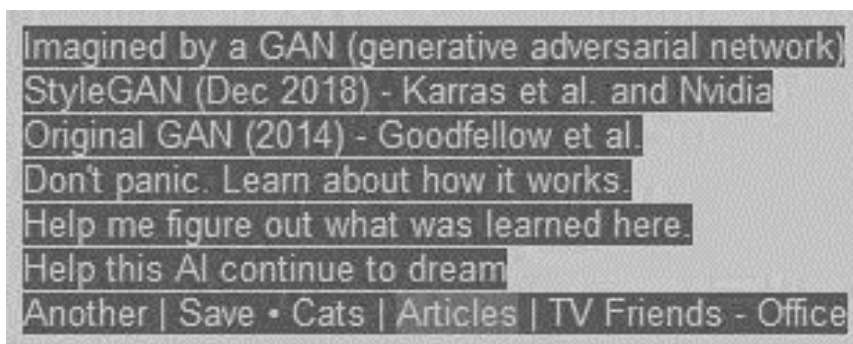 Imagined by a GAN (generative adversarial network)
StyleGAN (Dec 2018) - Karras et al. and Nvidia
Original GAN (2014) - Goodfellow et al.
Don't panic. Learn about how it works.
Help me figure out what was learned here.
Help this AI continue to dream
Another | Save • Cats | Articles | TV Friends - Office